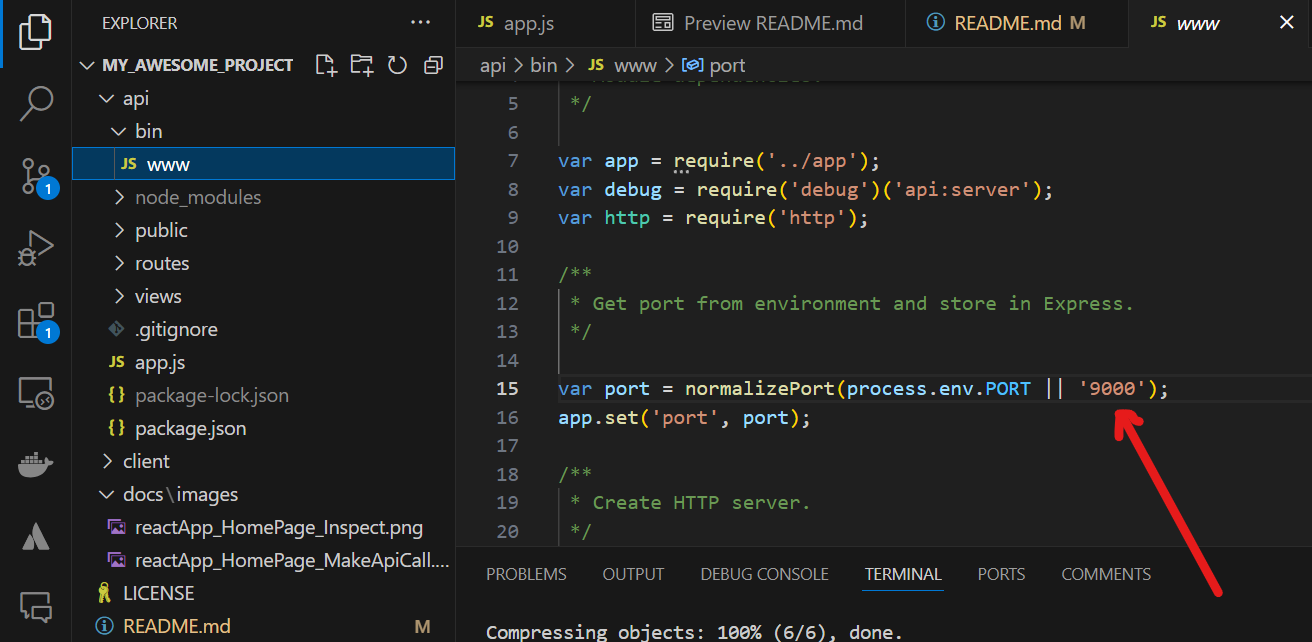 EXPLORER
...
MY_AWESOME_PROJECT
api
bin
JS www
node_modules
public
routes
views
.gitignore
JS app.js
{} package-lock.json
{} package.json
client
docs\images
reactApp_HomePage_Inspect.png
reactApp_HomePage_MakeApiCall....
LICENSE
README.md M
1
1
JS app.js
Preview README.md
README.md M
JS www
api > bin > JS www > port
5 */
6
7 var app = require('../app');
8 var debug = require('debug')('api:server');
9 var http = require('http');
10
11 /**
12 * Get port from environment and store in Express.
13 */
14
15 var port = normalizePort(process.env.PORT || '9000');
16 app.set('port', port);
17
18 /**
19 * Create HTTP server.
20 */
PROBLEMS OUTPUT DEBUG CONSOLE TERMINAL PORTS COMMENTS
Compressing objects: 100% (6/6), done.